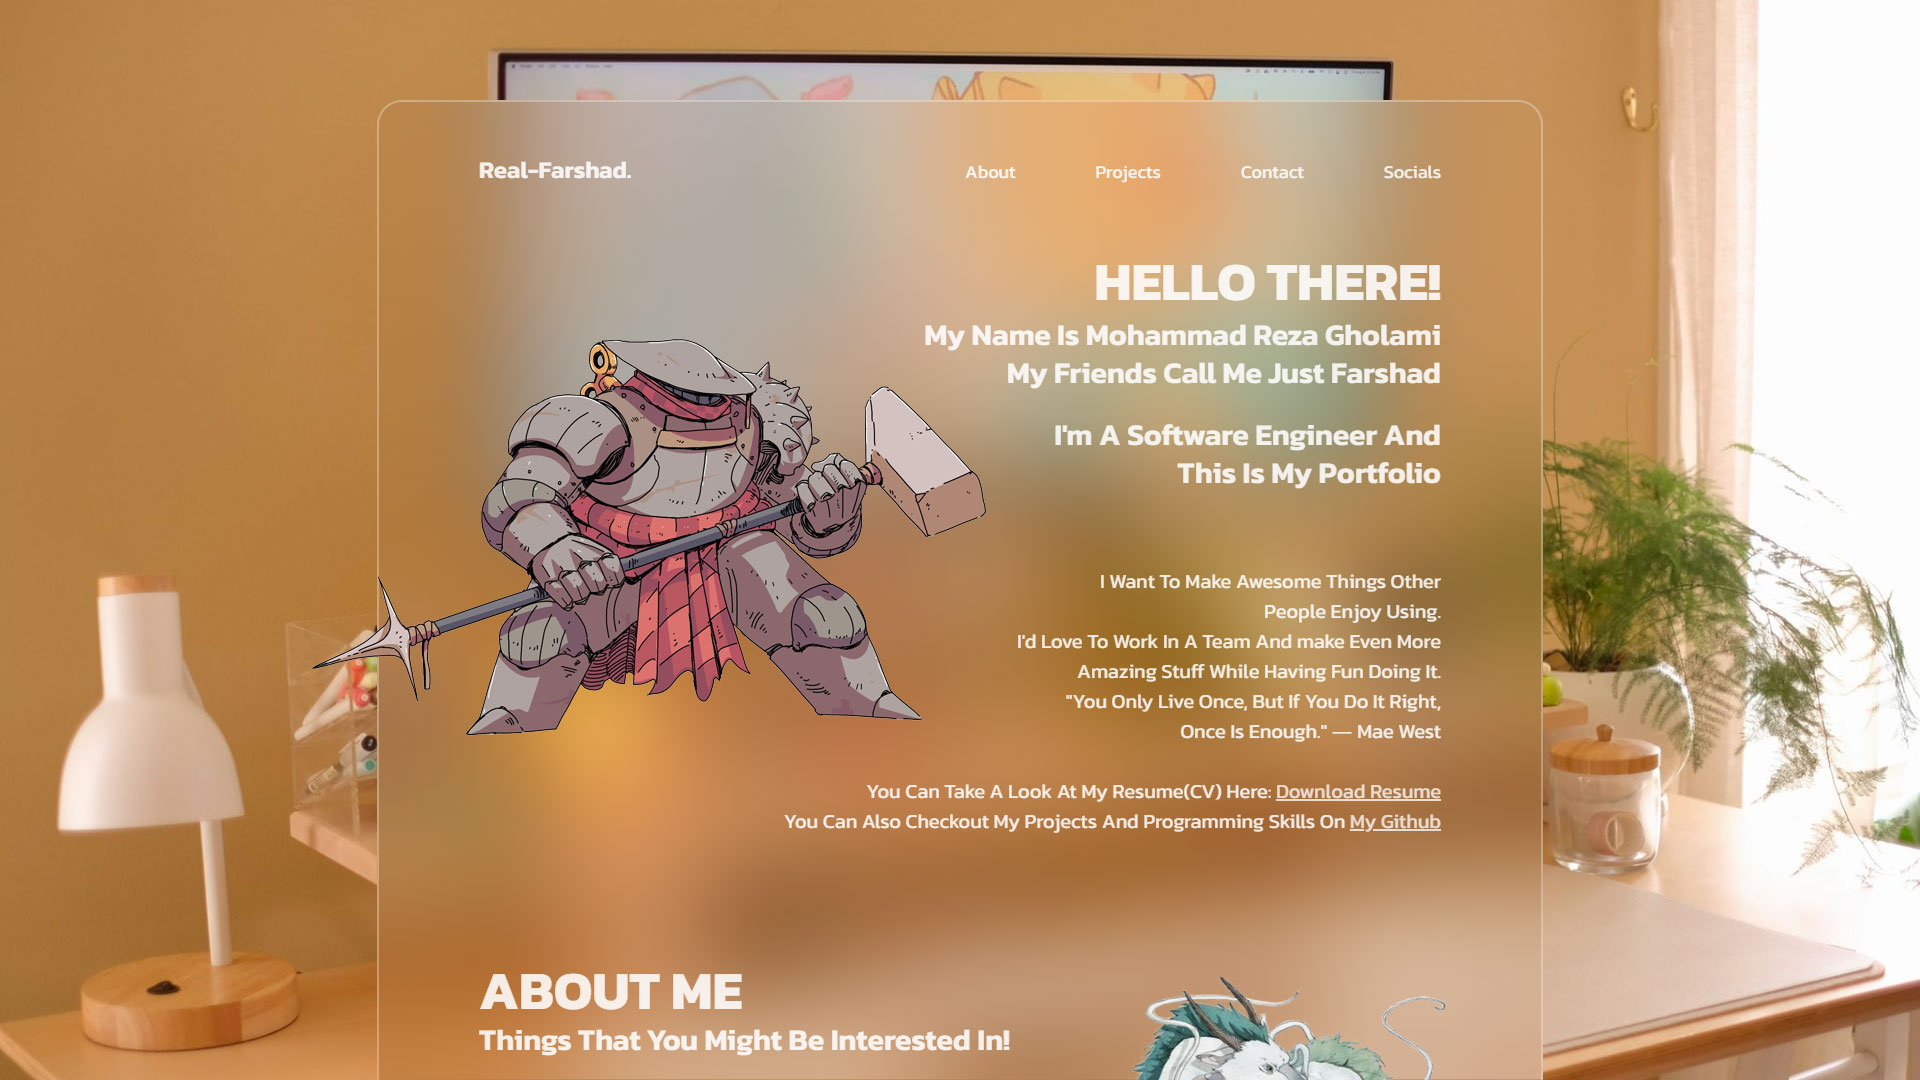 Real-Farshad.
About
Projects
Contact
Socials
HELLO THERE!
My Name Is Mohammad Reza Gholami
My Friends Call Me Just Farshad
I'm A Software Engineer And
This Is My Portfolio
I Want To Make Awesome Things Other
People Enjoy Using.
I'd Love To Work In A Team And make Even More
Amazing Stuff While Having Fun Doing It.
"You Only Live Once, But If You Do It Right,
Once Is Enough." — Mae West
You Can Take A Look At My Resume(CV) Here: Download Resume
You Can Also Checkout My Projects And Programming Skills On My Github
ABOUT ME
Things That You Might Be Interested In!